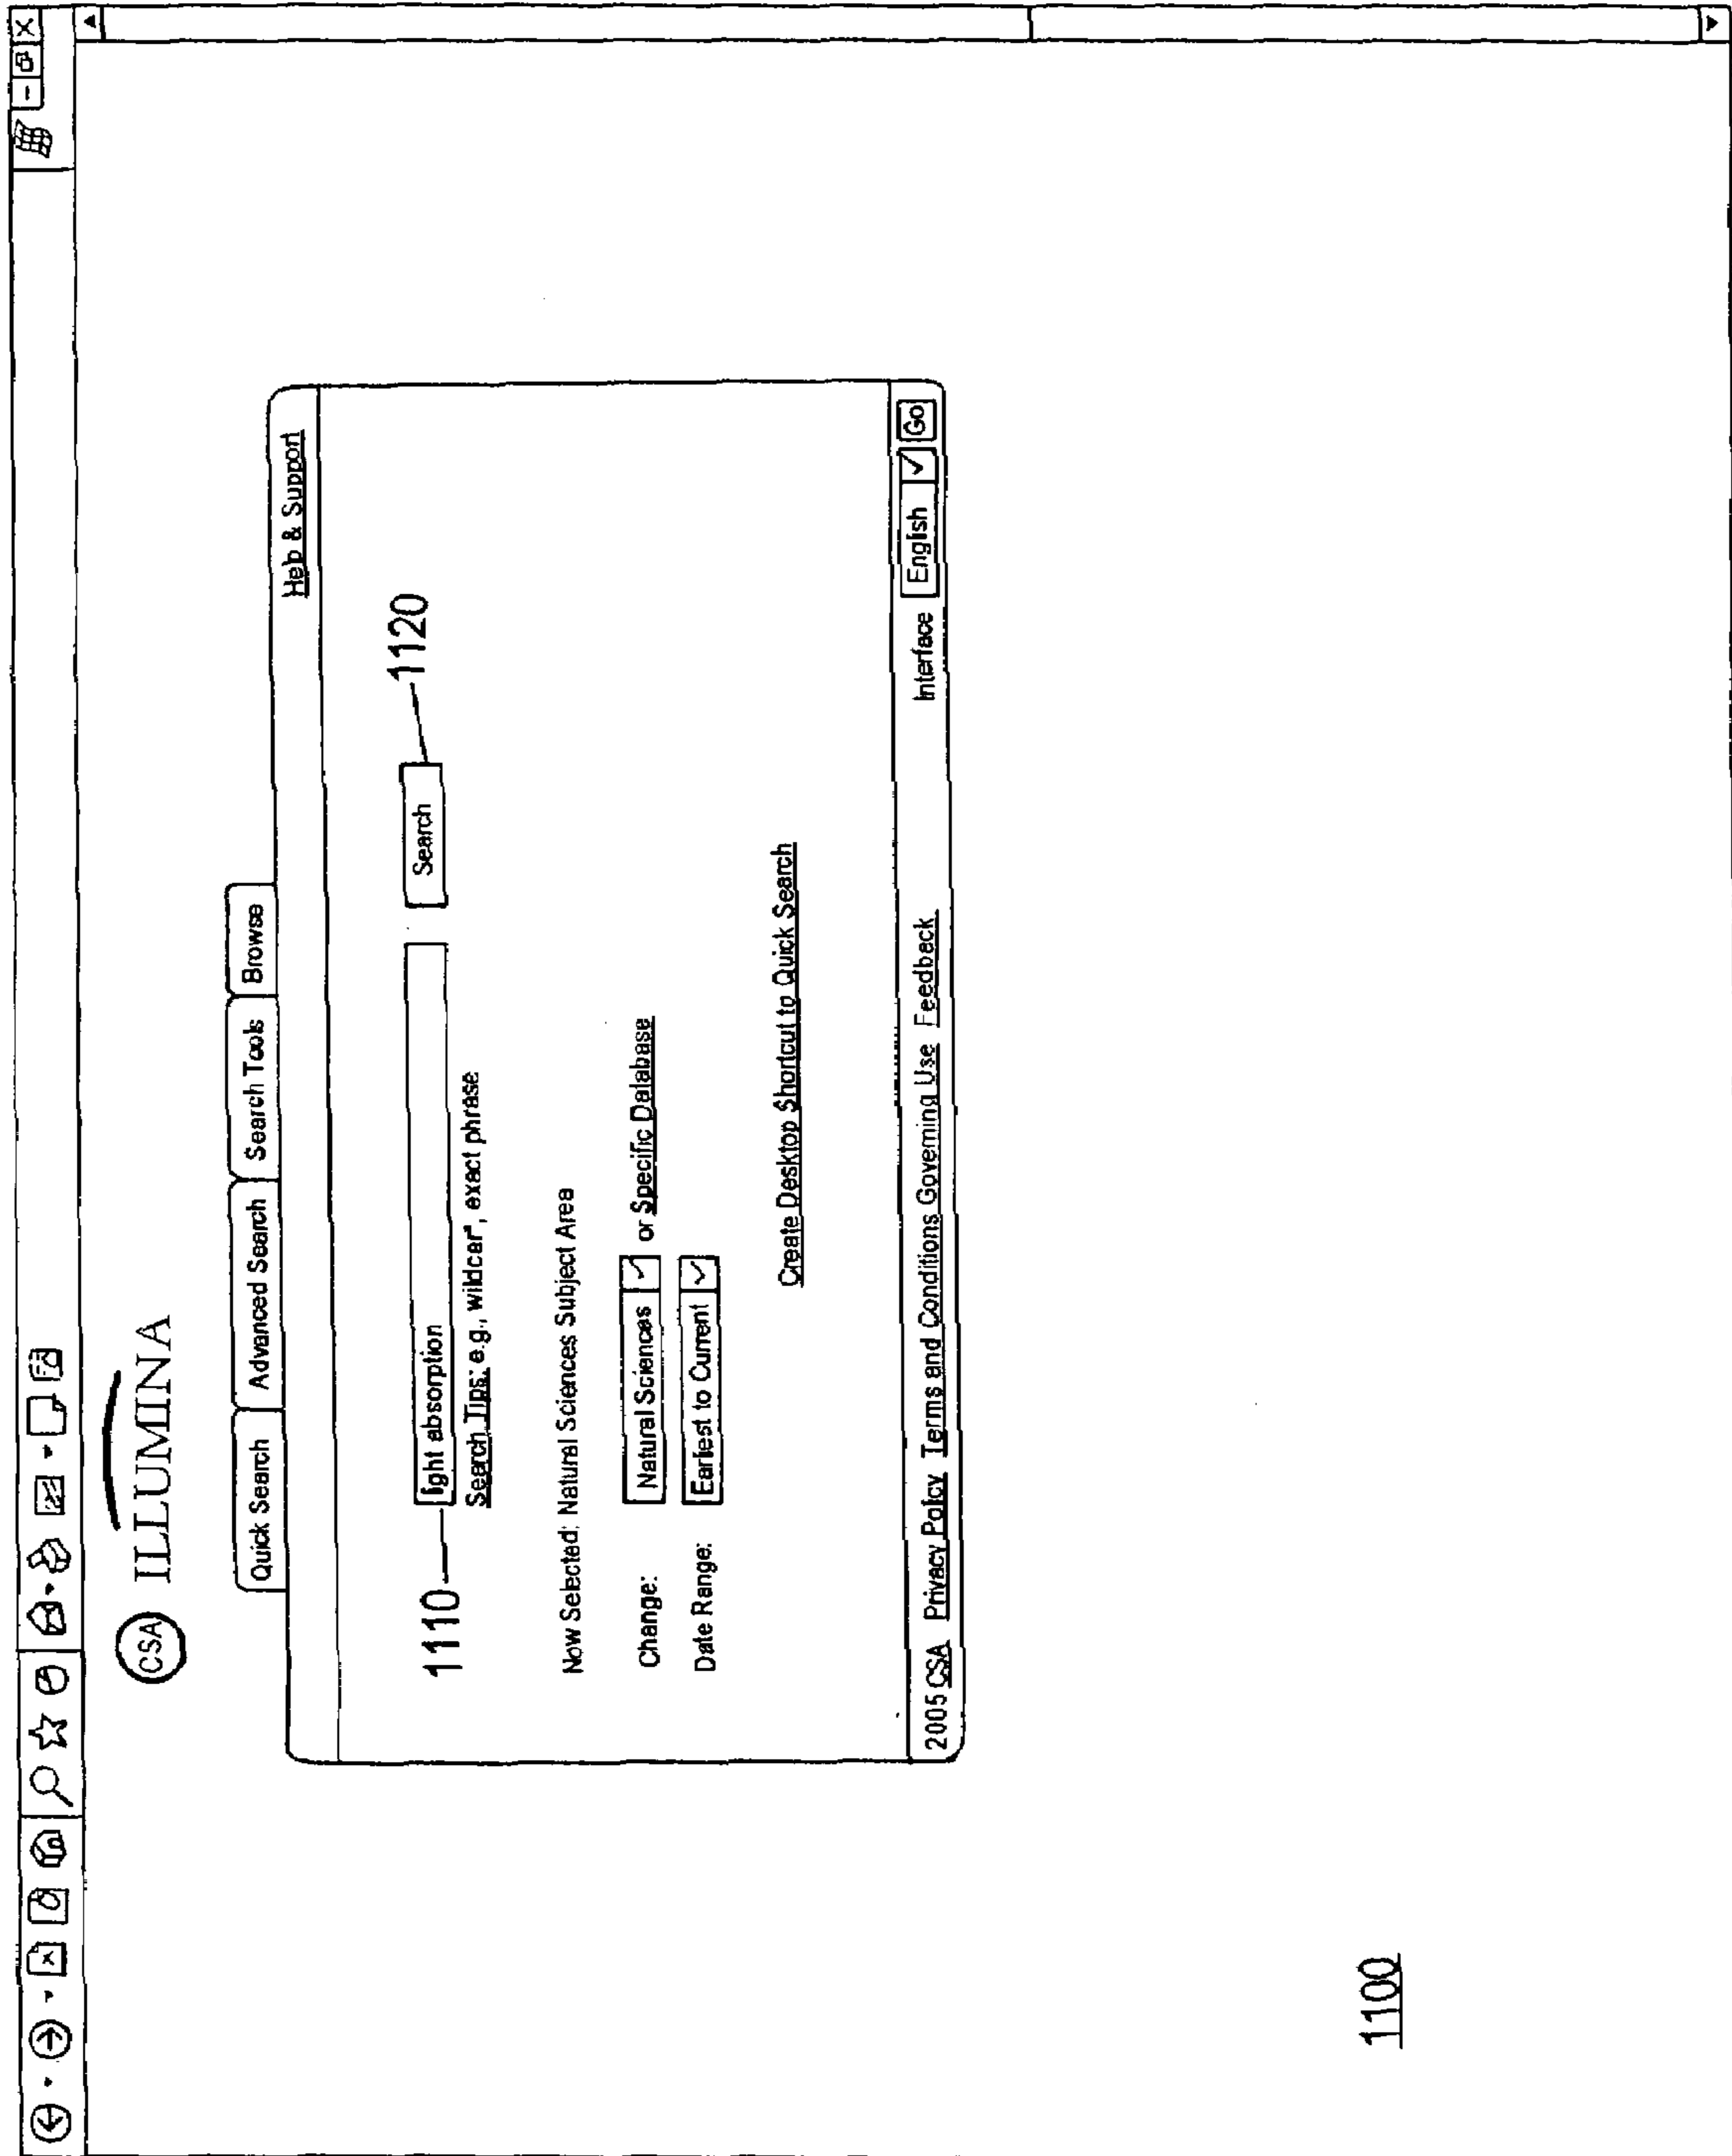 CSA ILLUMINA
Quick Search Advanced Search Search Tools Browse
Help & Support
1110 light absorption Search 1120
Search Tips: e.g., wildcar*, exact phrase
Now Selected: Natural Sciences Subject Area
Change: Natural Sciences or Specific Database
Date Range: Earliest to Current
Create Desktop Shortcut to Quick Search
2005 CSA Privacy Policy Terms and Conditions Governing Use Feedback Interface English Go
1100